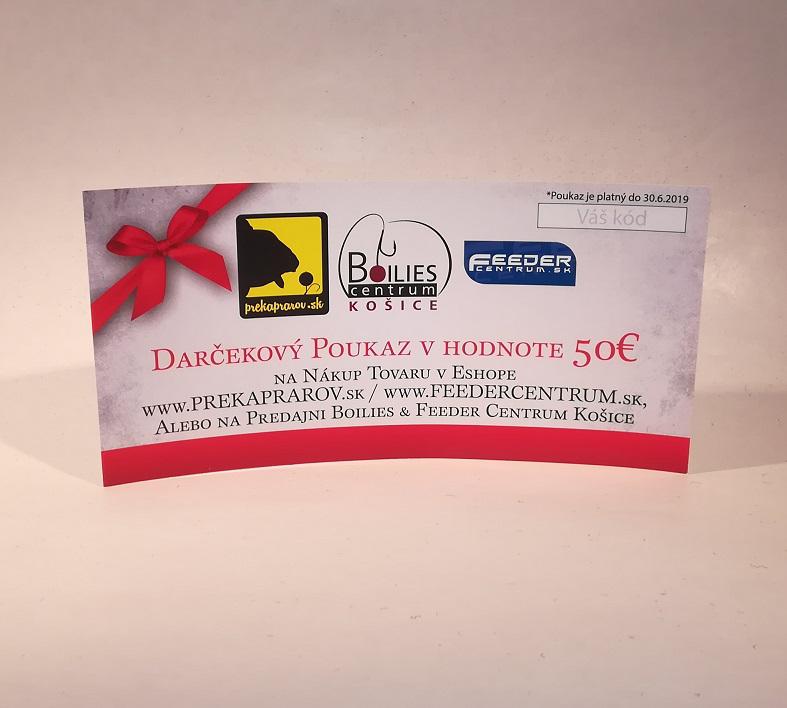 *Poukaz je platný do 30.6.2019
Váš kód
prekaprarov.sk
BOILIES
centrum
KOŠICE
FEEDER
CENTRUM.SK
DARČEKOVÝ POUKAZ V HODNOTE 50€
NA NÁKUP TOVARU V ESHOPE
WWW.PREKAPRAROV.SK / WWW.FEEDERCENTRUM.SK,
ALEBO NA PREDAJNI BOILIES & FEEDER CENTRUM KOŠICE